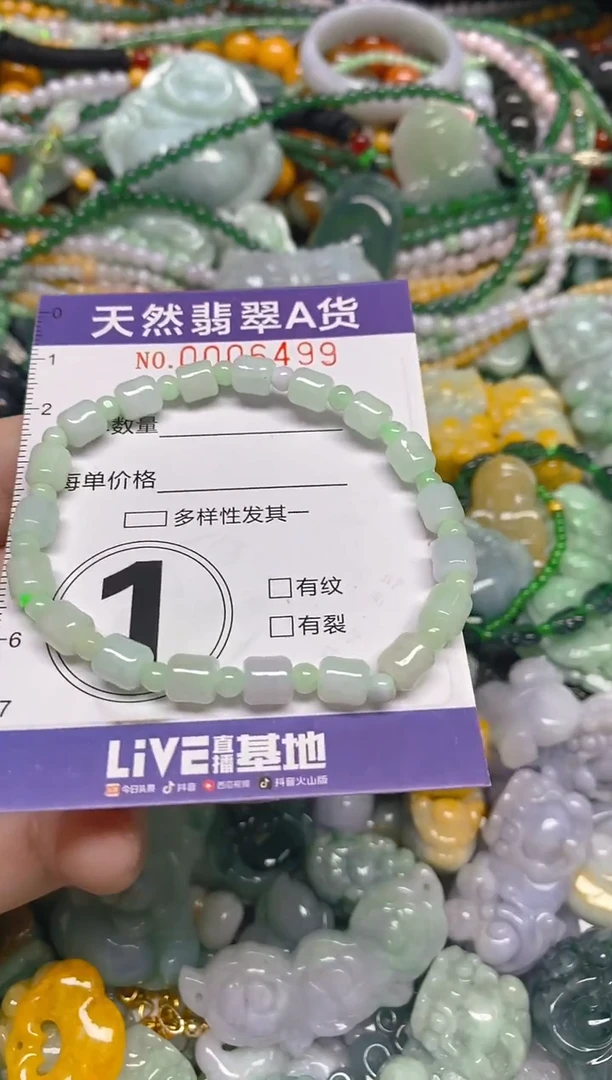 0
天然翡翠A货
1
NO.0006499
2
数量
每单价格
多样性发其一
1
有纹
有裂
6
7
LiVE直播基地
今日头条 抖音 西瓜视频 抖音火山版